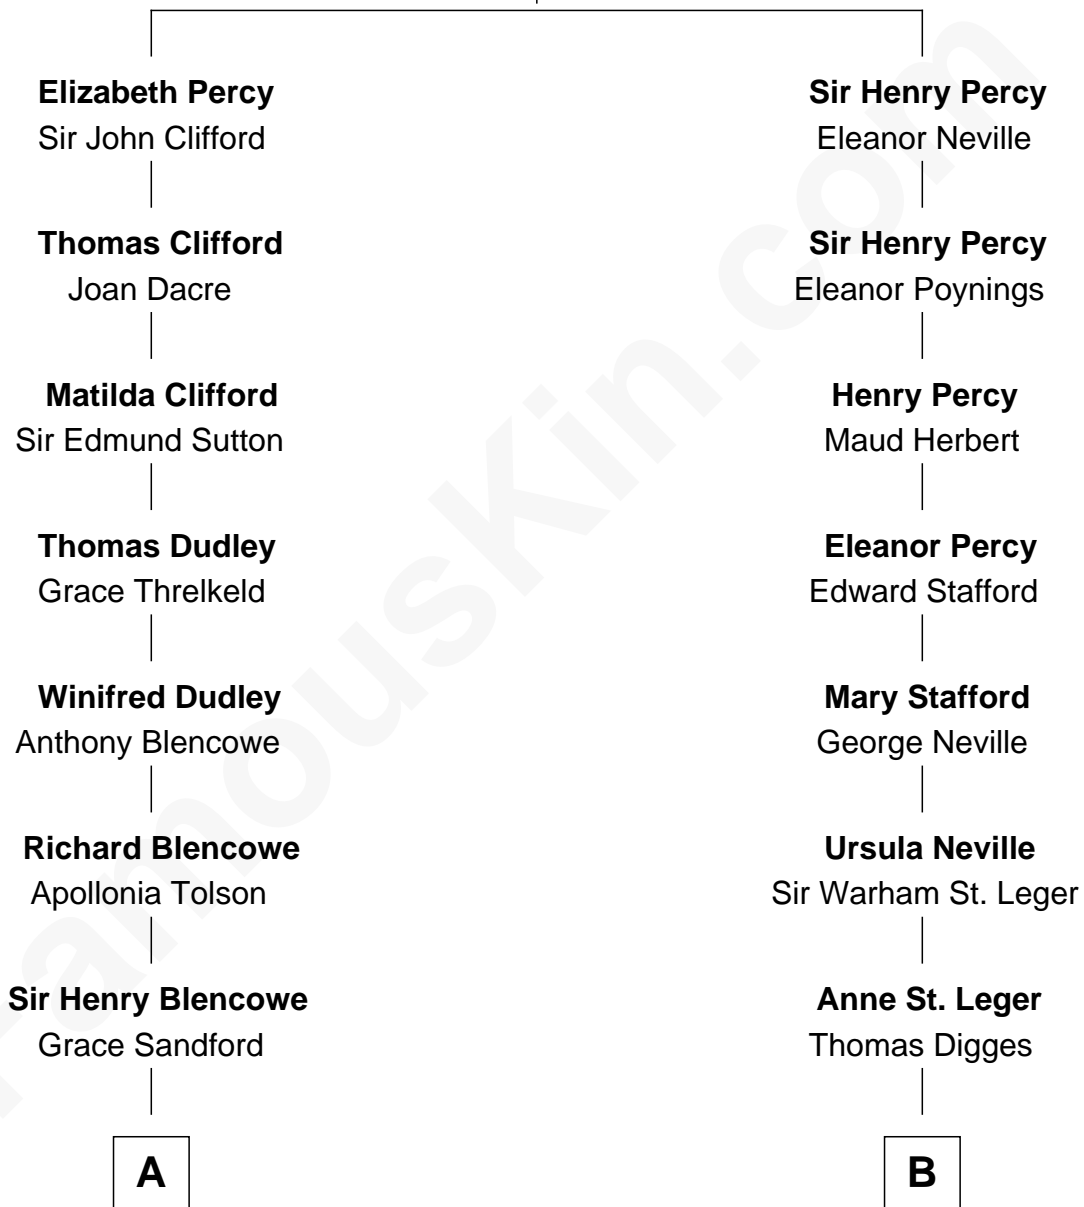 Elizabeth Percy
Sir John Clifford
Thomas Clifford
Joan Dacre
Matilda Clifford
Sir Edmund Sutton
Thomas Dudley
Grace Threlkeld
Winifred Dudley
Anthony Blencowe
Richard Blencowe
Apollonia Tolson
Sir Henry Blencowe
Grace Sandford
A
Sir Henry Percy
Eleanor Neville
Sir Henry Percy
Eleanor Poynings
Henry Percy
Maud Herbert
Eleanor Percy
Edward Stafford
Mary Stafford
George Neville
Ursula Neville
Sir Warham St. Leger
Anne St. Leger
Thomas Digges
B
FamousKin.com